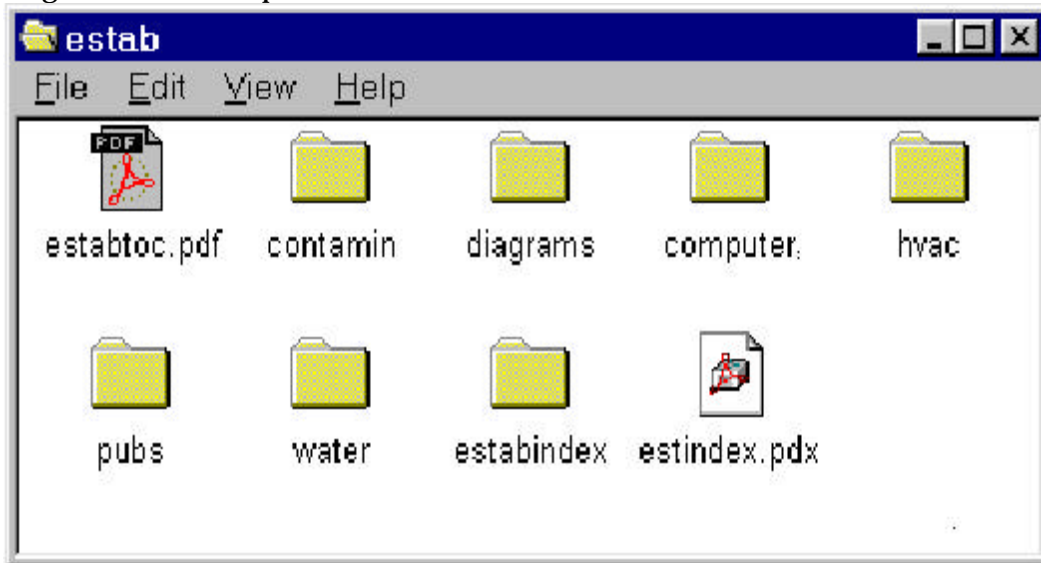 estab
File Edit View Help
PDF
estabtoc.pdf contamin diagrams computer, hvac
pubs water estabindex estindex.pdx